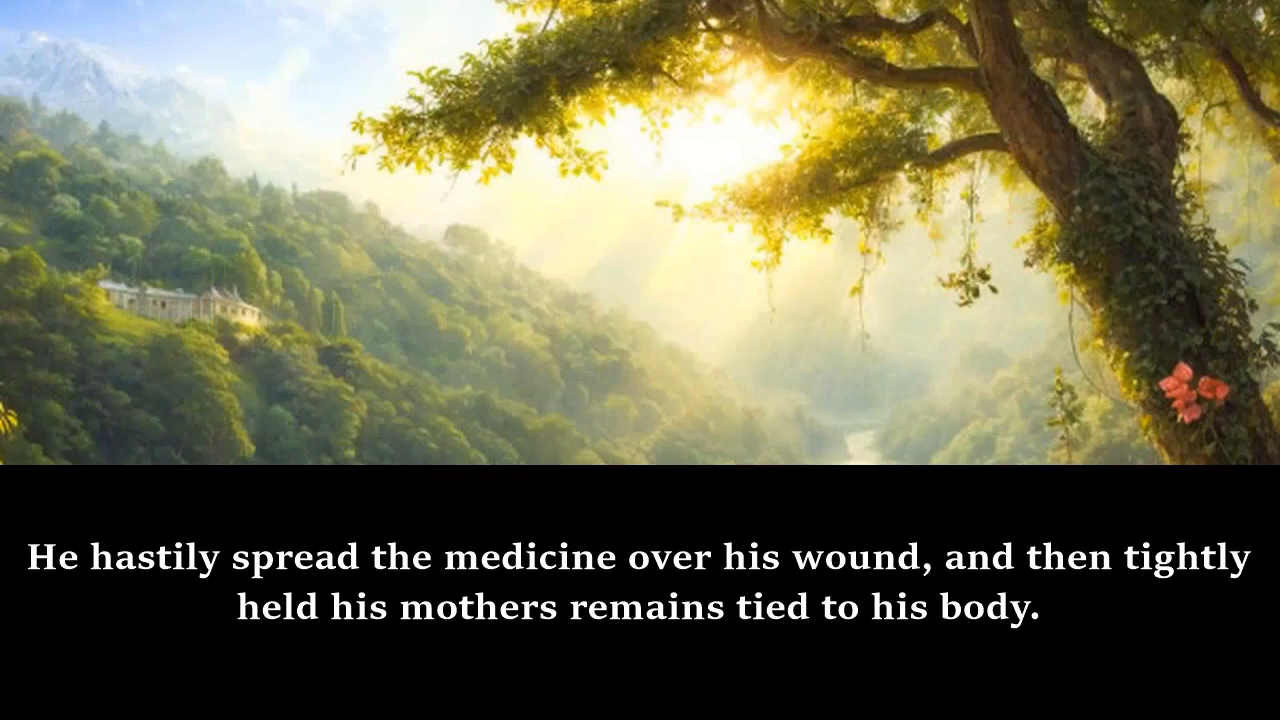 He hastily spread the medicine over his wound, and then tightly
held his mothers remains tied to his body.